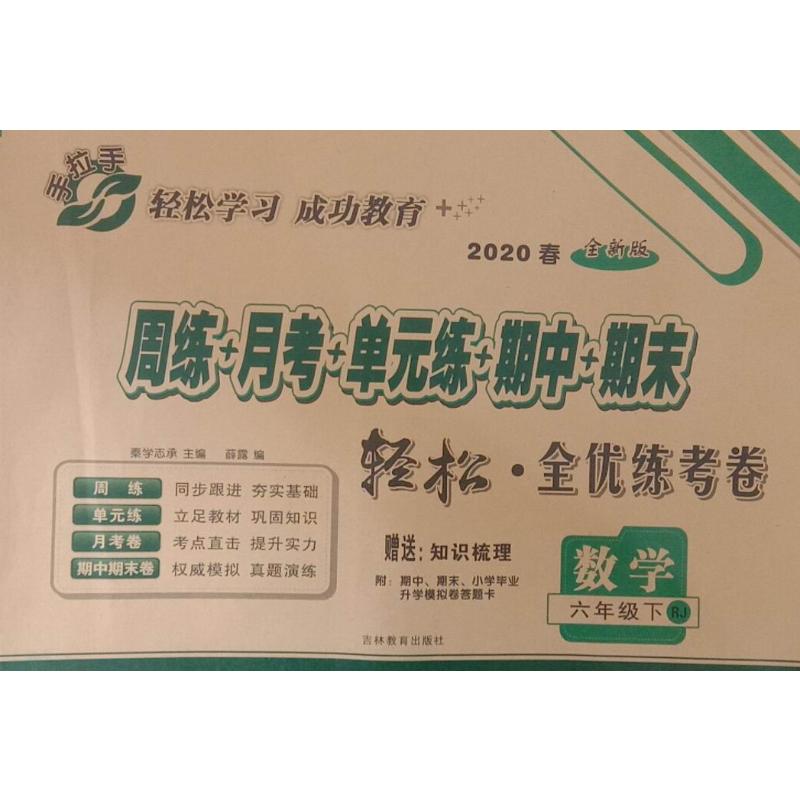 手拉手
轻松学习 成功教育
2020 春 全新版
周练+月考+单元练+期中+期末
秦学志承 主编 薛露 编
轻松·全优练考卷
周 练 同步跟进 夯实基础
单元练 立足教材 巩固知识
月考卷 考点直击 提升实力
期中期末卷 权威模拟 真题演练
赠送：知识梳理
附：期中、期末、小学毕业
升学模拟卷答题卡
数学
六年级下 RJ
吉林教育出版社